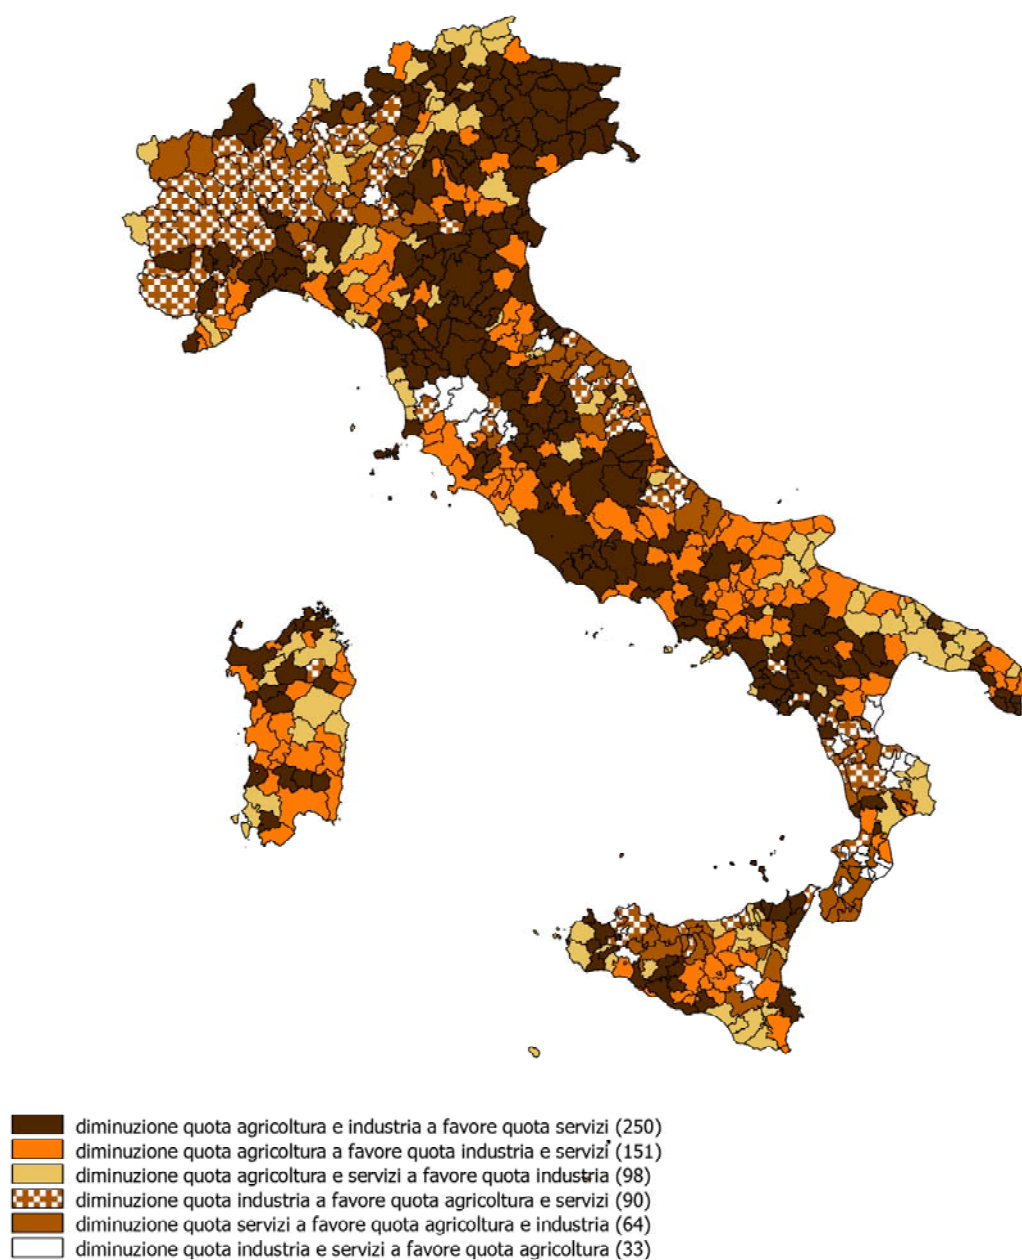 diminuzione quota agricoltura e industria a favore quota servizi (250)
diminuzione quota agricoltura a favore quota industria e servizi (151)
diminuzione quota agricoltura e servizi a favore quota industria (98)
diminuzione quota industria a favore quota agricoltura e servizi (90)
diminuzione quota servizi a favore quota agricoltura e industria (64)
diminuzione quota industria e servizi a favore quota agricoltura (33)